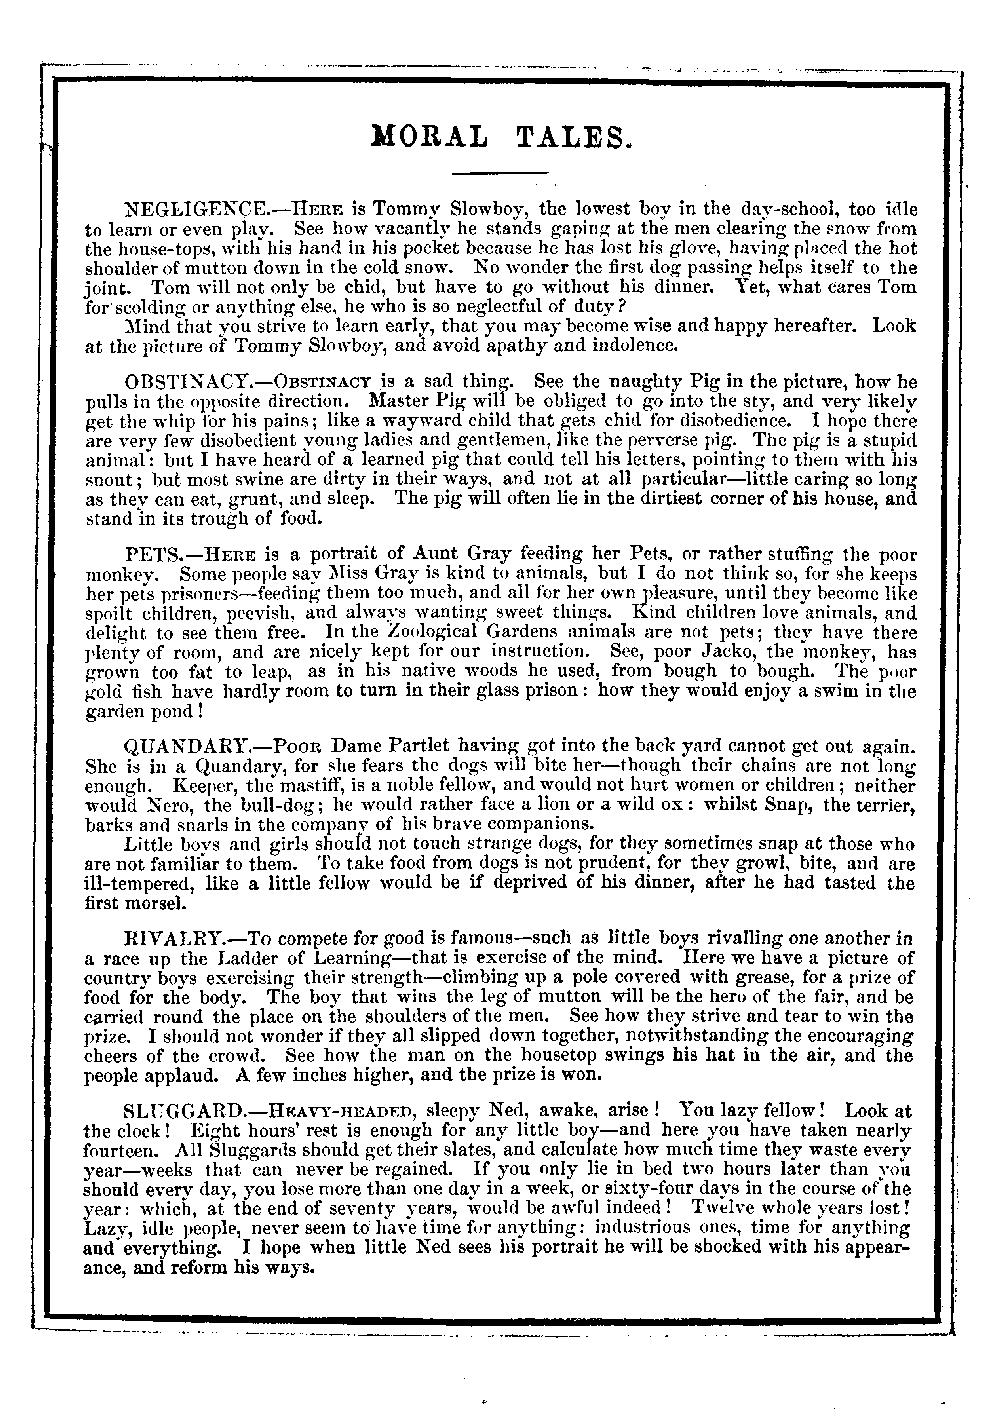 MORAL TALES.
NEGLIGENCE.—HERE is Tommy Slowboy, the lowest boy in the day-school, too idle
to learn or even play. See how vacantly he stands gaping at the men clearing the snow from
the house-tops, with his hand in his pocket because he has lost his glove, having placed the hot
shoulder of mutton down in the cold snow. No wonder the first dog passing helps itself to the
joint. Tom will not only be chid, but have to go without his dinner. Yet, what cares Tom
for scolding or anything else, he who is so neglectful of duty?
Mind that you strive to learn early, that you may become wise and happy hereafter. Look
at the picture of Tommy Slowboy, and avoid apathy and indolence.
OBSTINACY.—OBSTINACY is a sad thing. See the naughty Pig in the picture, how he
pulls in the opposite direction. Master Pig will be obliged to go into the sty, and very likely
get the whip for his pains; like a wayward child that gets chid for disobedience. I hope there
are very few disobedient young ladies and gentlemen, like the perverse pig. The pig is a stupid
animal: but I have heard of a learned pig that could tell his letters, pointing to them with his
snout; but most swine are dirty in their ways, and not at all particular—little caring so long
as they can eat, grunt, and sleep. The pig will often lie in the dirtiest corner of his house, and
stand in its trough of food.
PETS.—HERE is a portrait of Aunt Gray feeding her Pets, or rather stuffing the poor
monkey. Some people say Miss Gray is kind to animals, but I do not think so, for she keeps
her pets prisoners—feeding them too much, and all for her own pleasure, until they become like
spoilt children, peevish, and always wanting sweet things. Kind children love animals, and
delight to see them free. In the Zoological Gardens animals are not pets; they have there
plenty of room, and are nicely kept for our instruction. See, poor Jacko, the monkey, has
grown too fat to leap, as in his native woods he used, from bough to bough. The poor
gold fish have hardly room to turn in their glass prison: how they would enjoy a swim in the
garden pond!
QUANDARY.—POOR Dame Partlet having got into the back yard cannot get out again.
She is in a Quandary, for she fears the dogs will bite her—though their chains are not long
enough. Keeper, the mastiff, is a noble fellow, and would not hurt women or children; neither
would Nero, the bull-dog; he would rather face a lion or a wild ox: whilst Snap, the terrier,
barks and snarls in the company of his brave companions.
Little boys and girls should not touch strange dogs, for they sometimes snap at those who
are not familiar to them. To take food from dogs is not prudent, for they growl, bite, and are
ill-tempered, like a little fellow would be if deprived of his dinner, after he had tasted the
first morsel.
RIVALRY.—To compete for good is famous—such as little boys rivalling one another in
a race up the Ladder of Learning—that is exercise of the mind. Here we have a picture of
country boys exercising their strength—climbing up a pole covered with grease, for a prize of
food for the body. The boy that wins the leg of mutton will be the hero of the fair, and be
carried round the place on the shoulders of the men. See how they strive and tear to win the
prize. I should not wonder if they all slipped down together, notwithstanding the encouraging
cheers of the crowd. See how the man on the housetop swings his hat in the air, and the
people applaud. A few inches higher, and the prize is won.
SLUGGARD.—HEAVY-HEADED, sleepy Ned, awake, arise! You lazy fellow! Look at
the clock! Eight hours' rest is enough for any little boy—and here you have taken nearly
fourteen. All Sluggards should get their slates, and calculate how much time they waste every
year—weeks that can never be regained. If you only lie in bed two hours later than you
should every day, you lose more than one day in a week, or sixty-four days in the course of the
year: which, at the end of seventy years, would be awful indeed! Twelve whole years lost!
Lazy, idle people, never seem to have time for anything: industrious ones, time for anything
and everything. I hope when little Ned sees his portrait he will be shocked with his appear-
ance, and reform his ways.